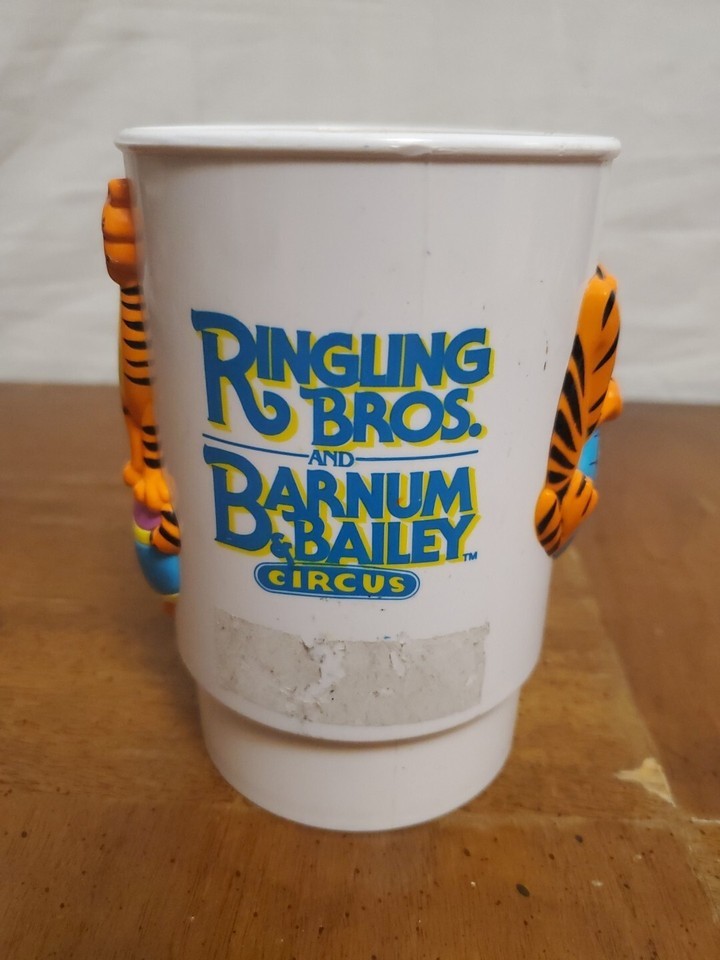 RINGLING
BROS.
AND
BARNUM
& BAILEY™
CIRCUS